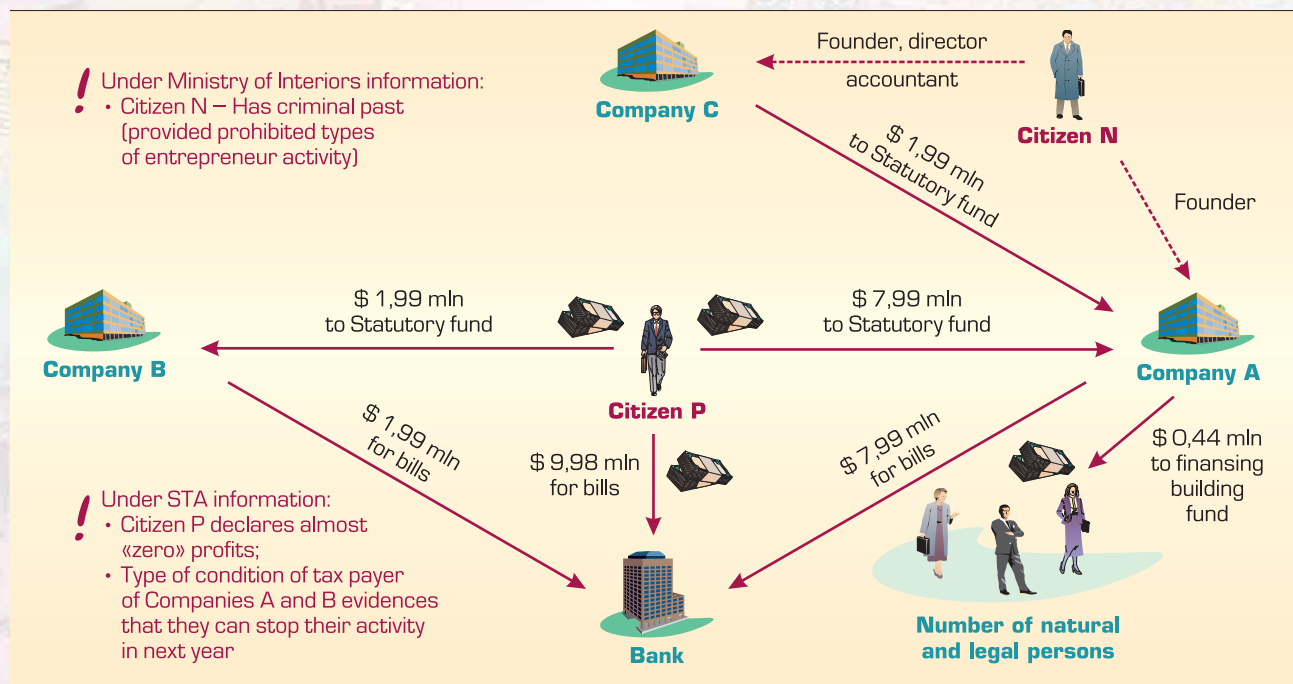 ! Under Ministry of Interiors information:
• Citizen N – Has criminal past
(provided prohibited types
of entrepreneur activity)
Company C
Founder, director
accountant
Citizen N
$ 1,99 mln
to Statutory fund
Founder
Company B
$ 1,99 mln
to Statutory fund
Citizen P
$ 7,99 mln
to Statutory fund
Company A
$ 1,99 mln
for bills
$ 9,98 mln
for bills
$ 7,99 mln
for bills
$ 0,44 mln
to finansing
building
fund
! Under STA information:
• Citizen P declares almost
«zero» profits;
• Type of condition of tax payer
of Companies A and B evidences
that they can stop their activity
in next year
Bank
Number of natural
and legal persons